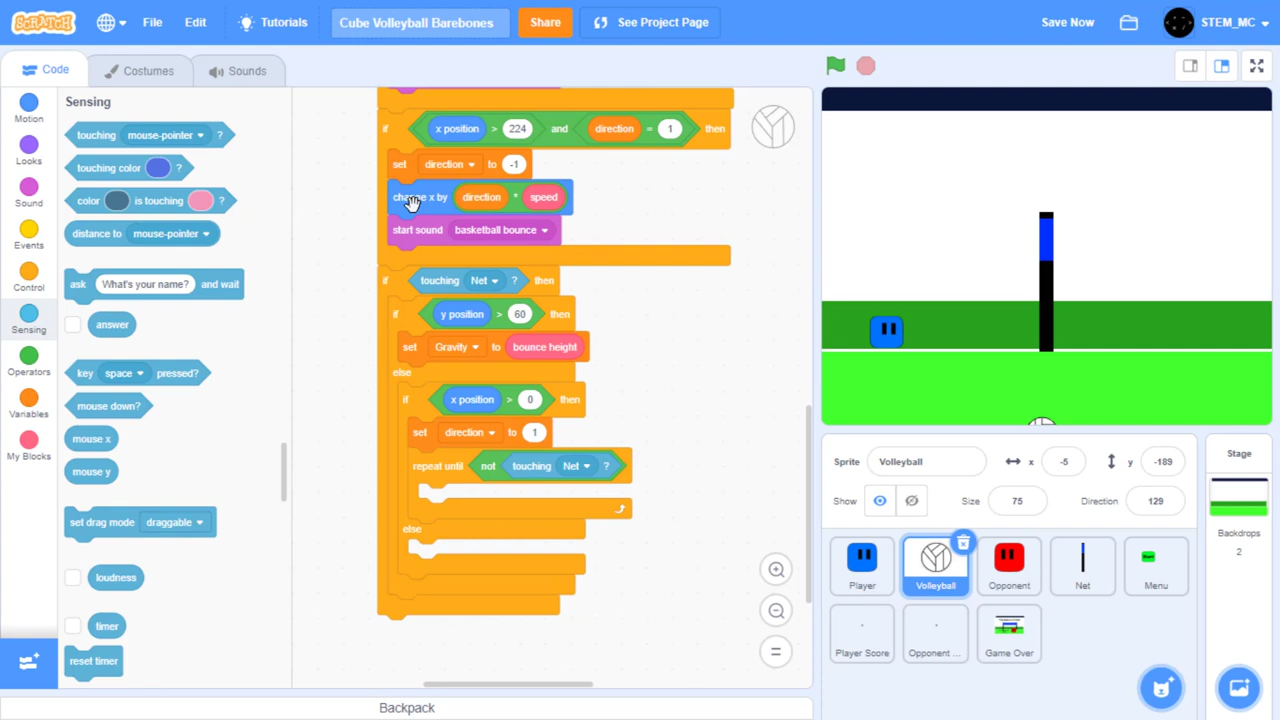 SCRATCH File Edit Tutorials Cube Volleyball Barebones Share See Project Page Save Now STEM_MC
Code Costumes Sounds
Motion
Looks
Sound
Events
Control
Sensing
Operators
Variables
My Blocks
Sensing
touching mouse-pointer ?
touching color ?
color is touching ?
distance to mouse-pointer
ask What's your name? and wait
answer
key space pressed?
mouse down?
mouse x
mouse y
set drag mode draggable
loudness
timer
reset timer
if x position > 224 and direction = 1 then
set direction to -1
change x by direction * speed
start sound basketball bounce
if touching Net ? then
if y position > 60 then
set Gravity to bounce height
else
if x position > 0 then
set direction to 1
repeat until not touching Net ?
else
Backpack
Sprite Volleyball x -5 y -189
Show Size 75 Direction 129
Player Volleyball Opponent Net Menu
Player Score Opponent ... Game Over
Stage
Backdrops
2